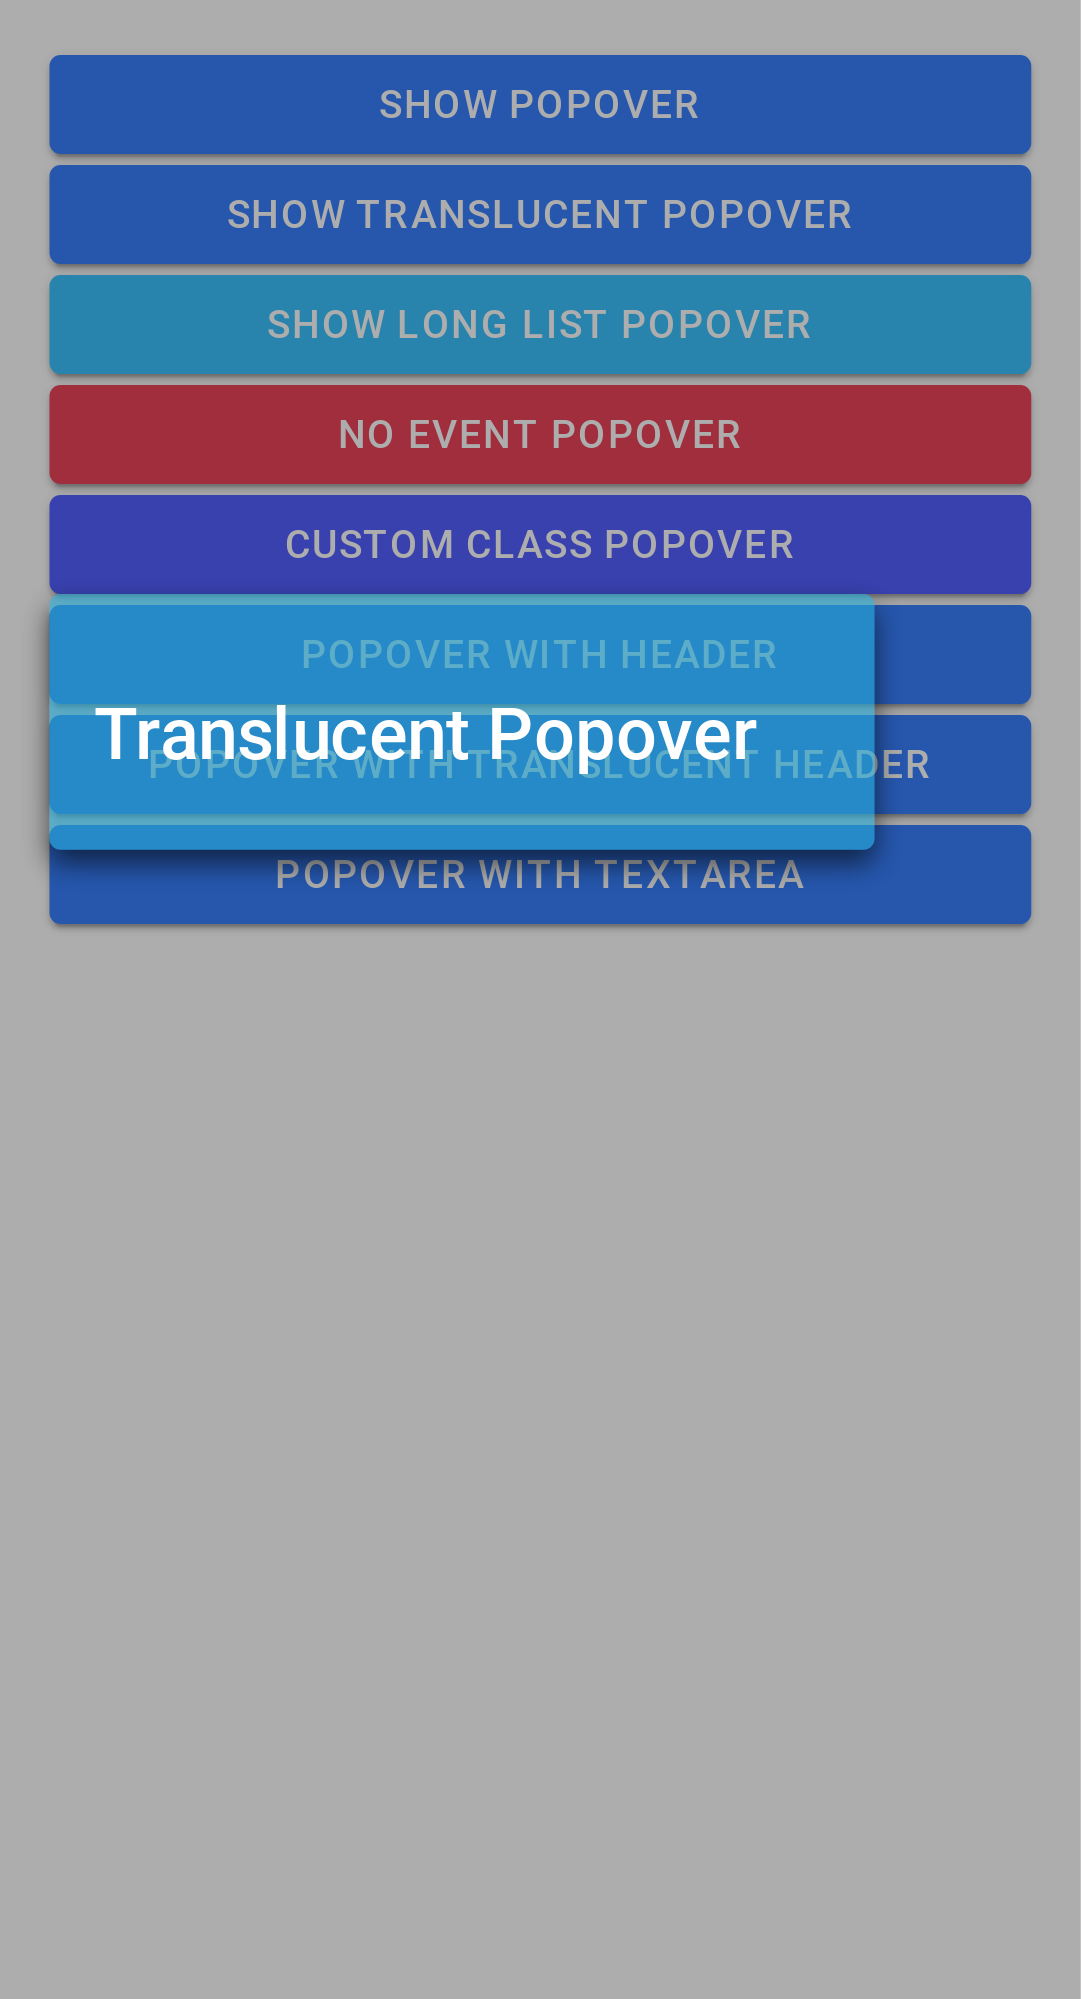 SHOW POPOVER
SHOW TRANSLUCENT POPOVER
SHOW LONG LIST POPOVER
NO EVENT POPOVER
CUSTOM CLASS POPOVER
POPOVER WITH HEADER
Translucent Popover
POPOVER WITH TRANSLUCENT HEADER
POPOVER WITH TEXTAREA